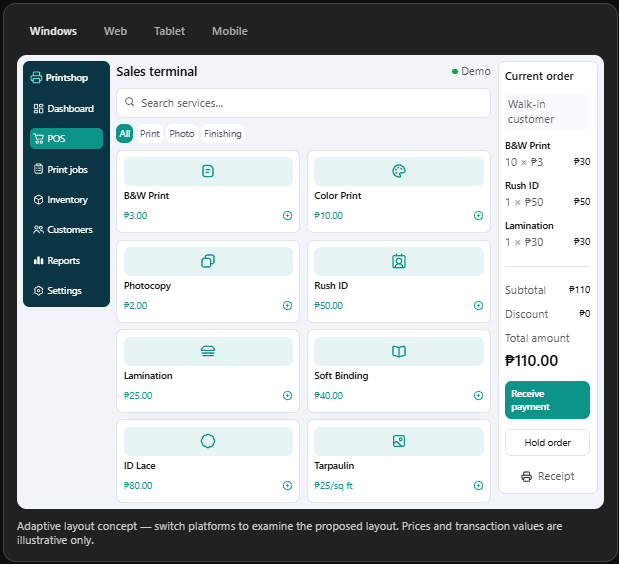 Windows Web Tablet Mobile
Printshop
Dashboard
POS
Print jobs
Inventory
Customers
Reports
Settings
Sales terminal
Demo
Search services...
All Print Photo Finishing
B&W Print
₱3.00
Color Print
₱10.00
Photocopy
₱2.00
Rush ID
₱50.00
Lamination
₱25.00
Soft Binding
₱40.00
ID Lace
₱80.00
Tarpaulin
₱25/sq ft
Current order
Walk-in
customer
B&W Print
10 × ₱3 ₱30
Rush ID
1 × ₱50 ₱50
Lamination
1 × ₱30 ₱30
Subtotal ₱110
Discount ₱0
Total amount
₱110.00
Receive
payment
Hold order
Receipt
Adaptive layout concept — switch platforms to examine the proposed layout. Prices and transaction values are
illustrative only.